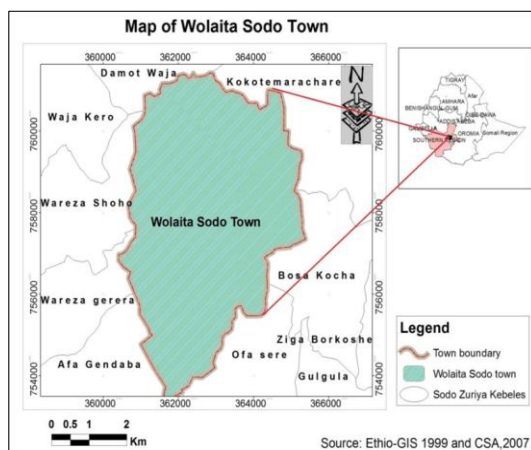 Map of Wolaita Sodo Town
360000 362000 364000 366000
Damot Waja
Kokotemarachare
N
Waja Kero
Wareza Shoho
Wolaita Sodo Town
Bosa Kocha
Wareza gerera
Ziga Borkoshe
Afa Gendaba
Ofa sere
Gulgula
760000
758000
756000
754000
760000
758000
756000
754000
360000 362000 364000 366000
0 0.5 1 2
Km
TIGRAY
Afar
AMHARA
BENISHANGUL-GUMU
OROMIA
Somali Region
Legend
Town boundary
Wolaita Sodo town
Sodo Zuriya Kebeles
Source: Ethio-GIS 1999 and CSA,2007